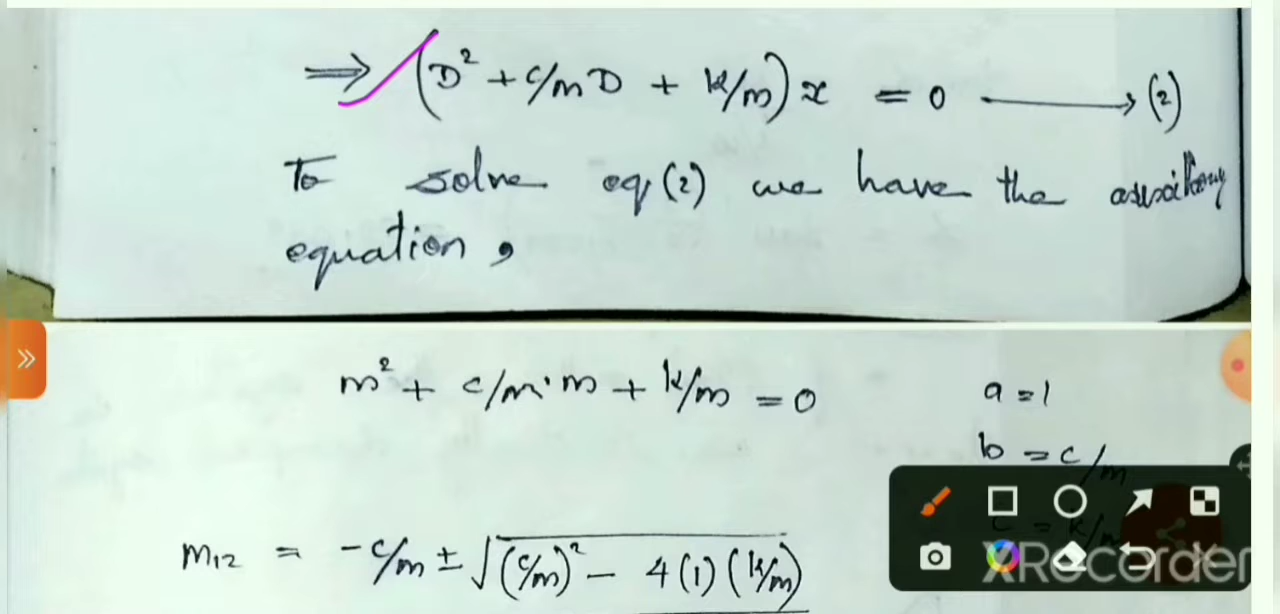 ⇒ (D² + c/m D + k/m) x = 0 ⟶ (2)
To solve eq (2) we have the auxiliary
equation,
m² + c/m · m + k/m = 0
a = 1
b = c/m
c = k/m
m₁₂ = -c/m ± √(c/m)² - 4(1)(k/m)
XRecorder